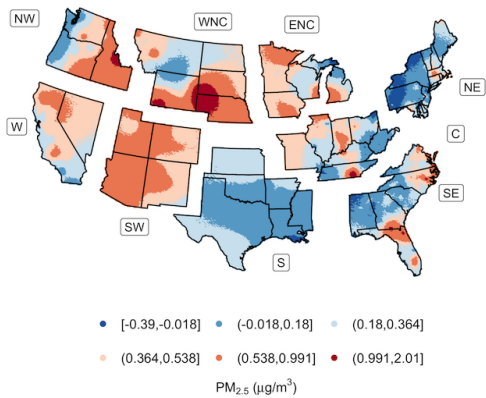 NW
WNC
ENC
NE
W
C
SE
SW
S
[-0.39,-0.018]
(-0.018,0.18]
(0.18,0.364]
(0.364,0.538]
(0.538,0.991]
(0.991,2.01]
PM2.5 (μg/m³)